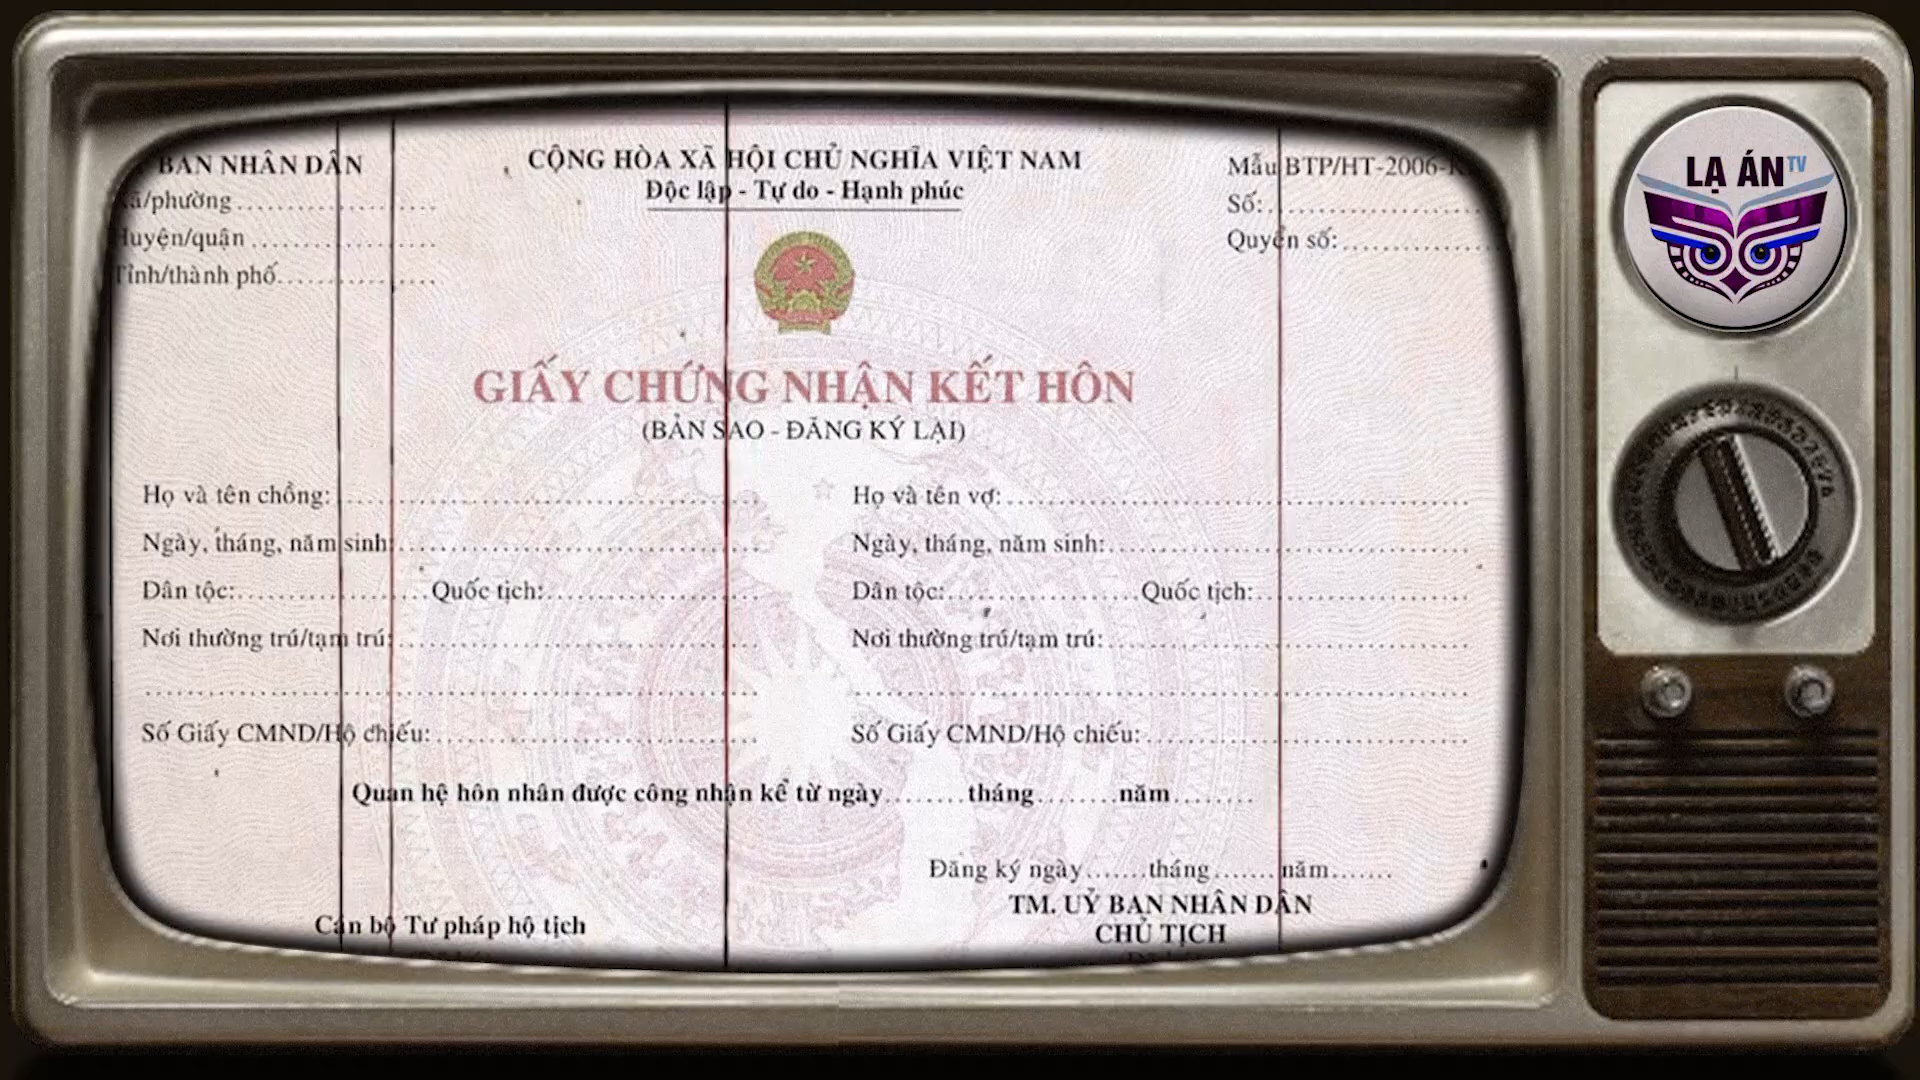 BAN NHÂN DÂN
Xã/phường
Huyện/quận
Tỉnh/thành phố
CỘNG HÒA XÃ HỘI CHỦ NGHĨA VIỆT NAM
Độc lập - Tự do - Hạnh phúc
Mẫu BTP/HT-2006-
Số:
Quyển số:
LẠ ÁN TV
GIẤY CHỨNG NHẬN KẾT HÔN
(BẢN SAO - ĐĂNG KÝ LẠI)
Họ và tên chồng:
Ngày, tháng, năm sinh:
Dân tộc: Quốc tịch:
Nơi thường trú/tạm trú:
Số Giấy CMND/Hộ chiếu:
Họ và tên vợ:
Ngày, tháng, năm sinh:
Dân tộc: Quốc tịch:
Nơi thường trú/tạm trú:
Số Giấy CMND/Hộ chiếu:
Quan hệ hôn nhân được công nhận kể từ ngày........tháng........năm........
Đăng ký ngày.......tháng........năm.......
TM. UỶ BAN NHÂN DÂN
CHỦ TỊCH
Cán bộ Tư pháp hộ tịch